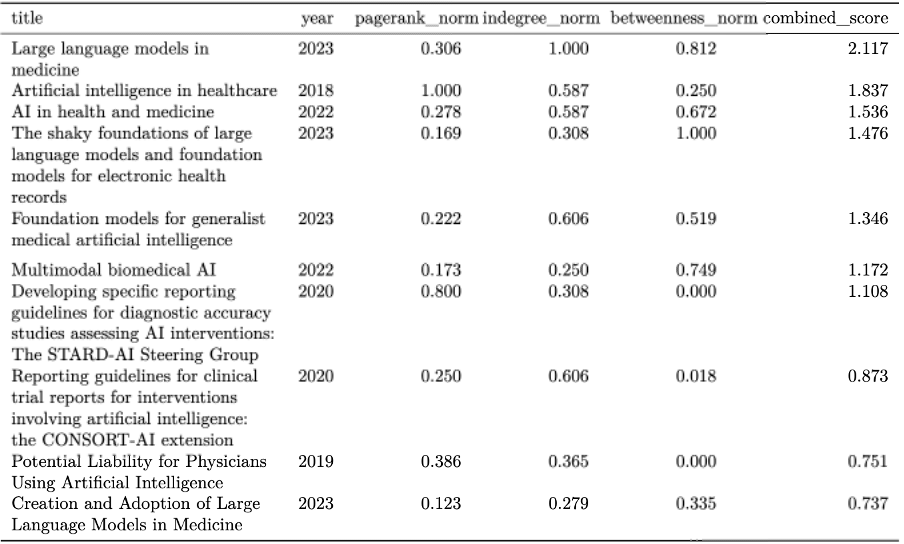 title year pagerank_norm indegree_norm betweenness_norm combined_score
Large language models in 2023 0.306 1.000 0.812 2.117
medicine
Artificial intelligence in healthcare 2018 1.000 0.587 0.250 1.837
AI in health and medicine 2022 0.278 0.587 0.672 1.536
The shaky foundations of large 2023 0.169 0.308 1.000 1.476
language models and foundation
models for electronic health
records
Foundation models for generalist 2023 0.222 0.606 0.519 1.346
medical artificial intelligence
Multimodal biomedical AI 2022 0.173 0.250 0.749 1.172
Developing specific reporting 2020 0.800 0.308 0.000 1.108
guidelines for diagnostic accuracy
studies assessing AI interventions:
The STARD-AI Steering Group
Reporting guidelines for clinical 2020 0.250 0.606 0.018 0.873
trial reports for interventions
involving artificial intelligence:
the CONSORT-AI extension
Potential Liability for Physicians 2019 0.386 0.365 0.000 0.751
Using Artificial Intelligence
Creation and Adoption of Large 2023 0.123 0.279 0.335 0.737
Language Models in Medicine